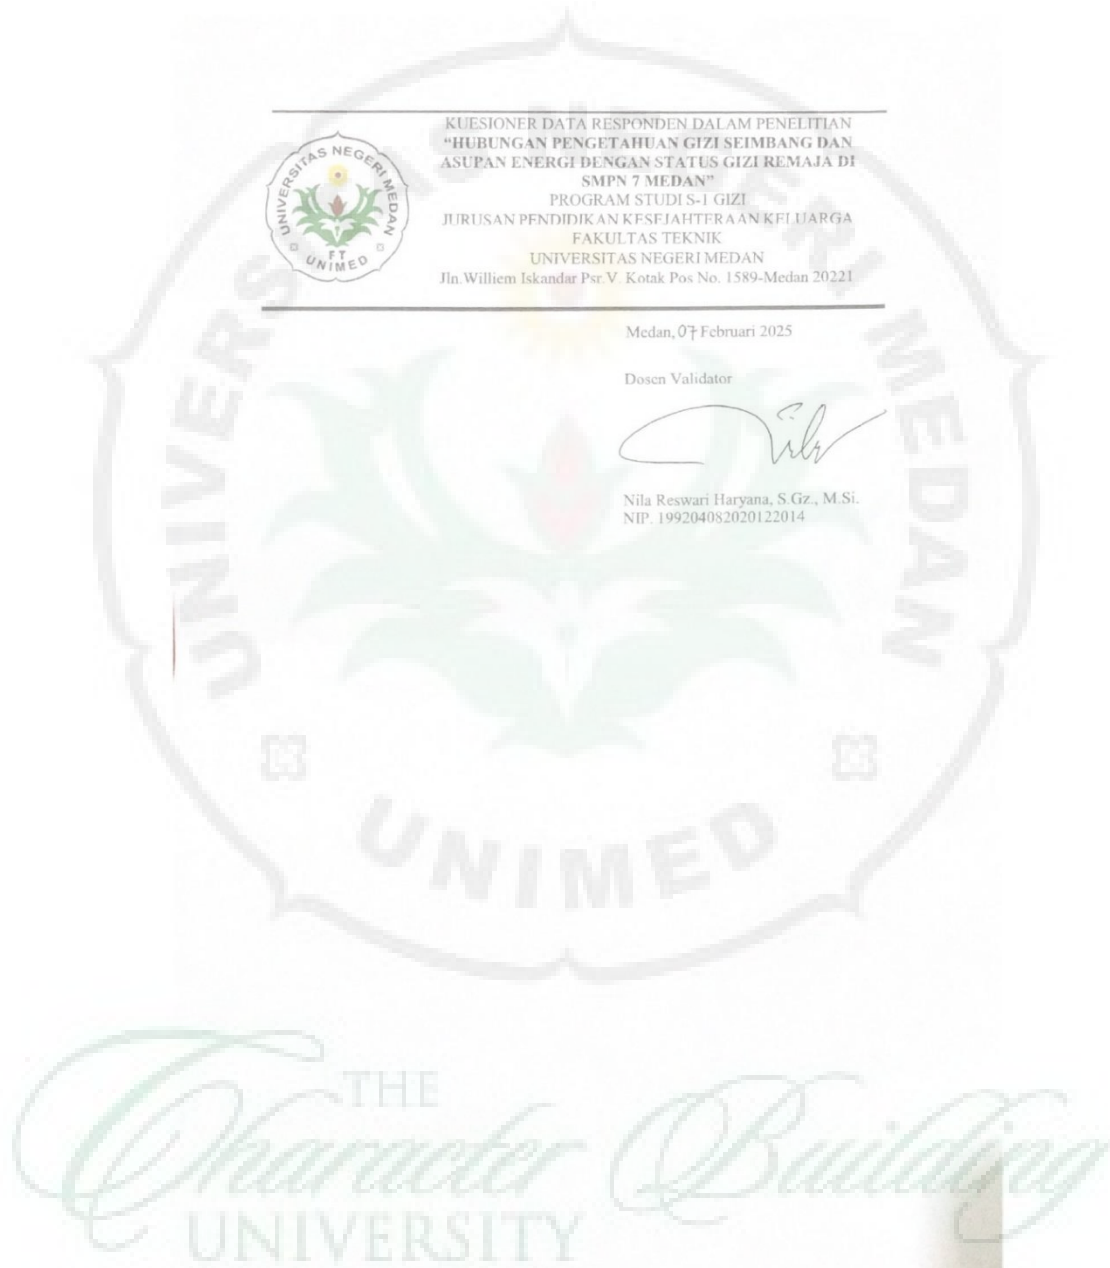 KUESIONER DATA RESPONDEN DALAM PENELITIAN
“HUBUNGAN PENGETAHUAN GIZI SEIMBANG DAN
ASUPAN ENERGI DENGAN STATUS GIZI REMAJA DI
SMPN 7 MEDAN”
PROGRAM STUDI S-1 GIZI
JURUSAN PENDIDIKAN KESEJAHTERAAN KELUARGA
FAKULTAS TEKNIK
UNIVERSITAS NEGERI MEDAN
Jln. Williem Iskandar Psr. V. Kotak Pos No. 1589-Medan 20221
UNIVERSITAS NEGERI MEDAN
FT
UNIMED
Medan, 07 Februari 2025
Dosen Validator
Nila Reswari Haryana, S.Gz., M.Si.
NIP. 199204082020122014
UNIVERSITAS NEGERI MEDAN
UNIMED
THE
Character Building
UNIVERSITY